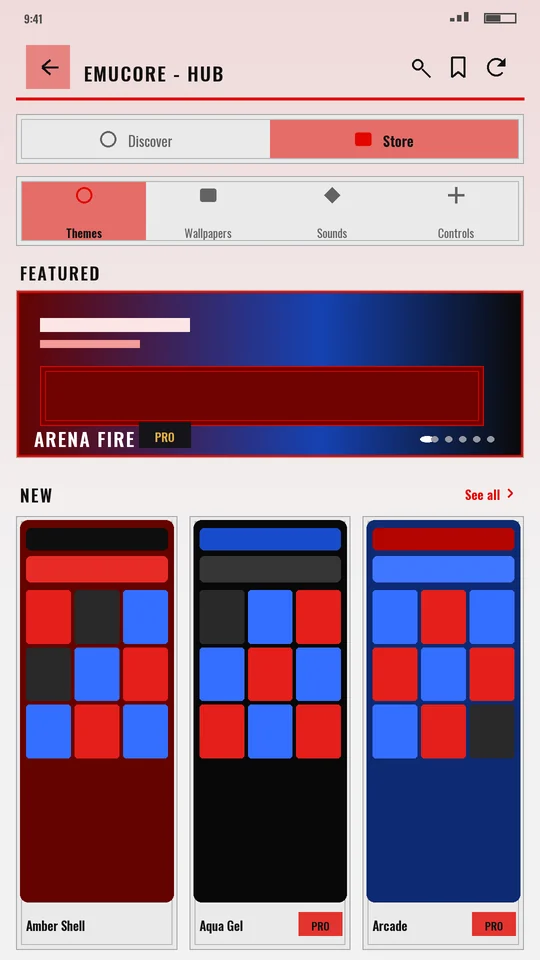 9:41
EMUCORE - HUB
Discover
Store
Themes
Wallpapers
Sounds
Controls
FEATURED
ARENA FIRE PRO
NEW
See all
Amber Shell
Aqua Gel PRO
Arcade PRO